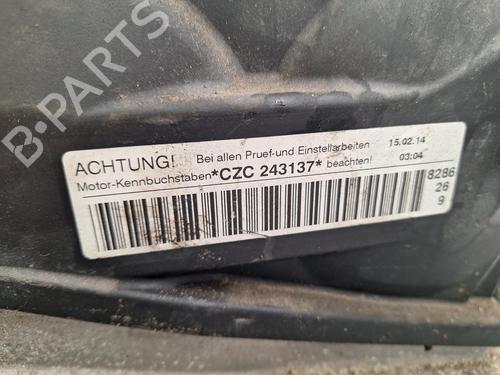 B-PARTS
ACHTUNG! Bei allen Pruef-und Einstellarbeiten 15.02.14
Motor-Kennbuchstaben *CZC 243137* beachten! 03:04
8286
26
9